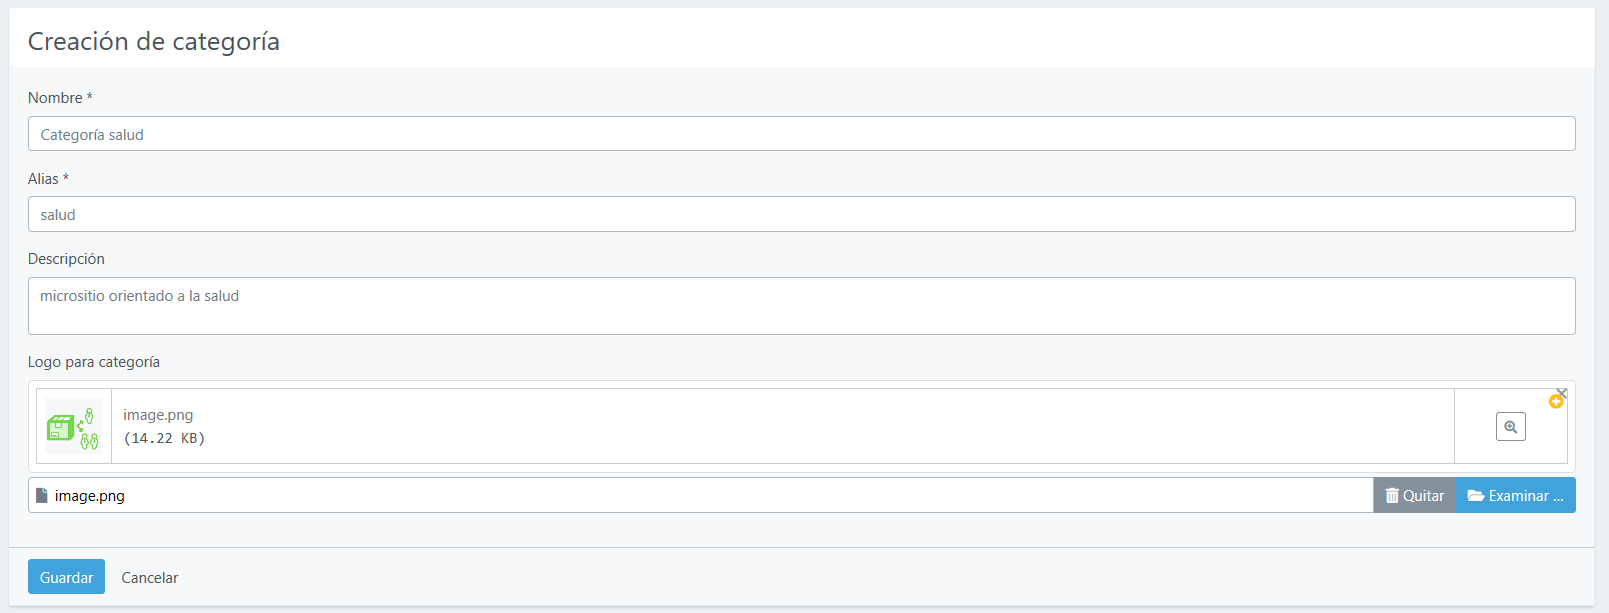 Creación de categoría
Nombre *
Categoría salud
Alias *
salud
Descripción
micrositio orientado a la salud
Logo para categoría
image.png
(14.22 KB)
image.png
Quitar
Examinar ...
Guardar
Cancelar